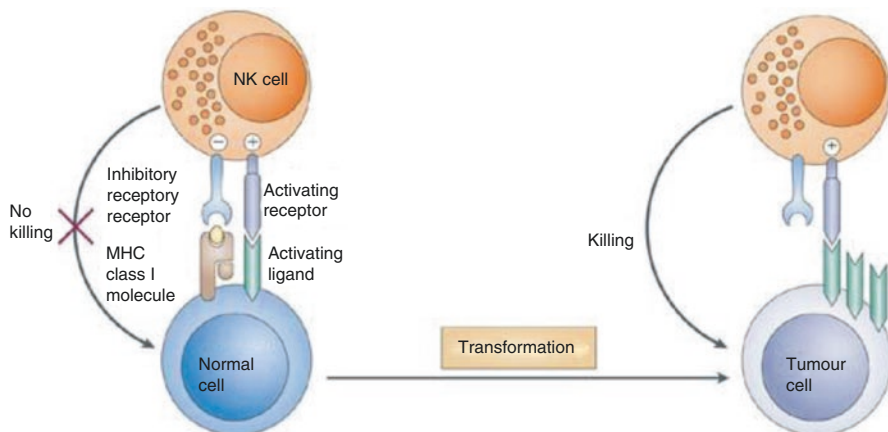 NK cell
−
+
Inhibitory
receptory
receptor
Activating
receptor
No
killing
MHC
class I
molecule
Activating
ligand
Normal
cell
Transformation
+
Killing
Tumour
cell